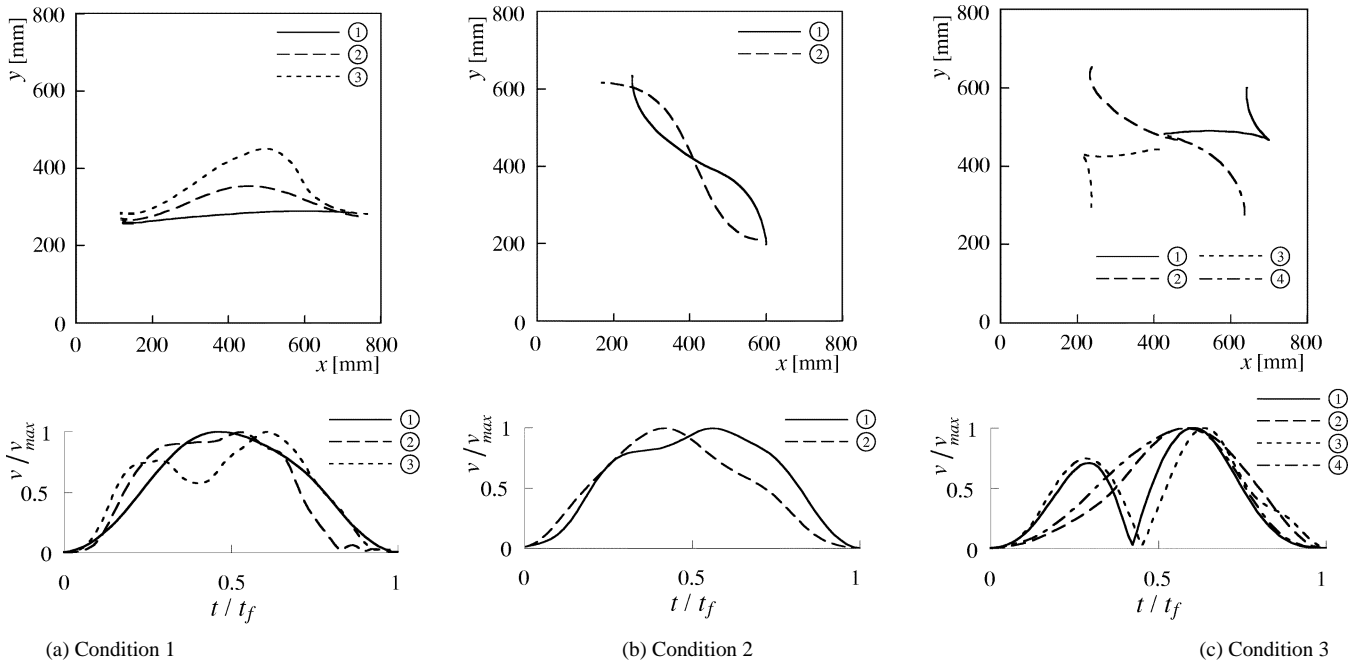 800
600
400
200
0
y [mm]
0 200 400 600 800
x [mm]
①
②
③
800
600
400
200
0
y [mm]
0 200 400 600 800
x [mm]
①
②
800
600
400
200
0
y [mm]
0 200 400 600 800
x [mm]
① ③
② ④
1
0.5
0
v / v_max
0 0.5 1
t / t_f
①
②
③
1
0.5
0
v / v_max
0 0.5 1
t / t_f
①
②
1
0.5
0
v / v_max
0 0.5 1
t / t_f
①
②
③
④
(a) Condition 1
(b) Condition 2
(c) Condition 3